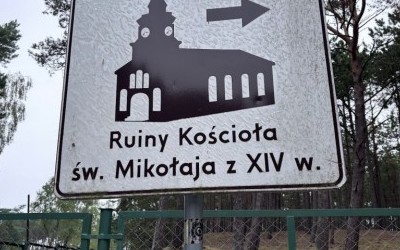 Ruiny Kościoła
św. Mikołaja z XIV w.